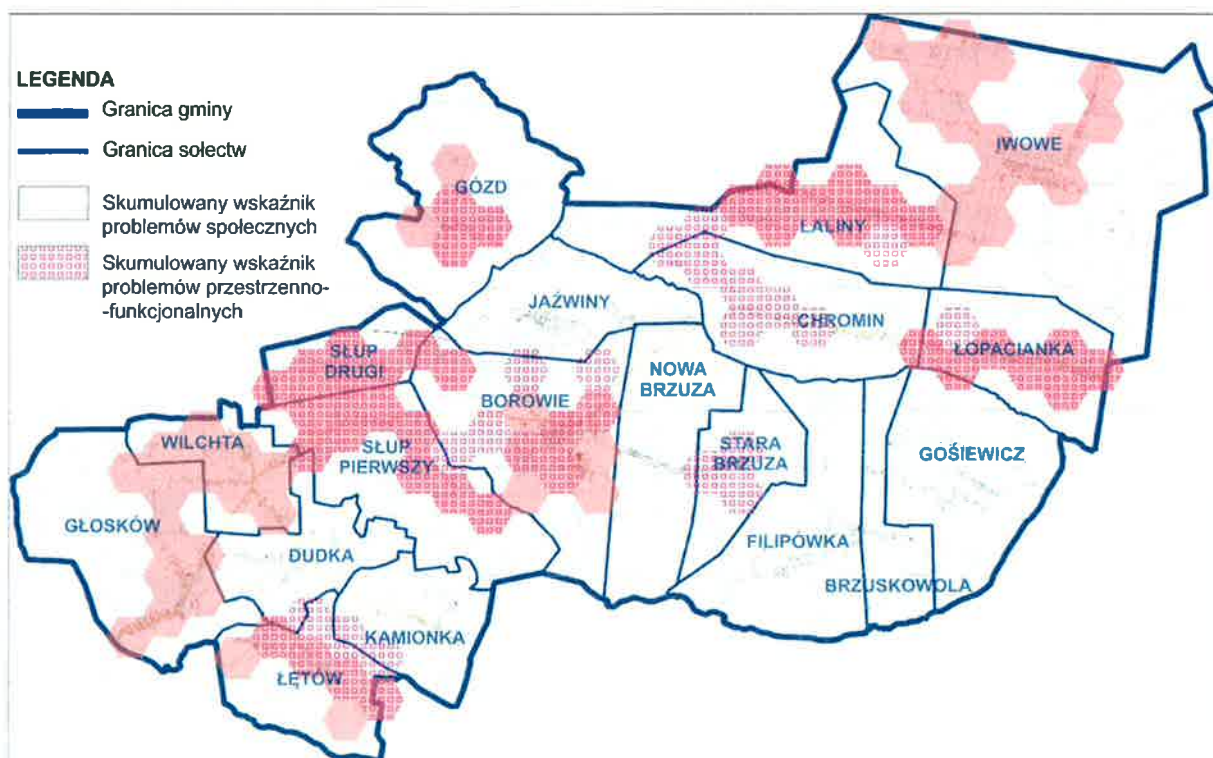 LEGENDA
Granica gminy
Granica sołectw
Skumulowany wskaźnik
problemów społecznych
Skumulowany wskaźnik
problemów przestrzenno-
-funkcjonalnych
IWOWE
GÓZD
ŁALINY
JAŹWINY
CHROMIN
ŁOPACIANKA
SŁUP
DRUGI
NOWA
BRZUZA
BOROWIE
WILCHTA
SŁUP
PIERWSZY
STARA
BRZUZA
GOŚIEWICZ
GŁOSKÓW
DUDKA
FILIPÓWKA
BRZUSKOWOLA
KAMIONKA
ŁĘTÓW